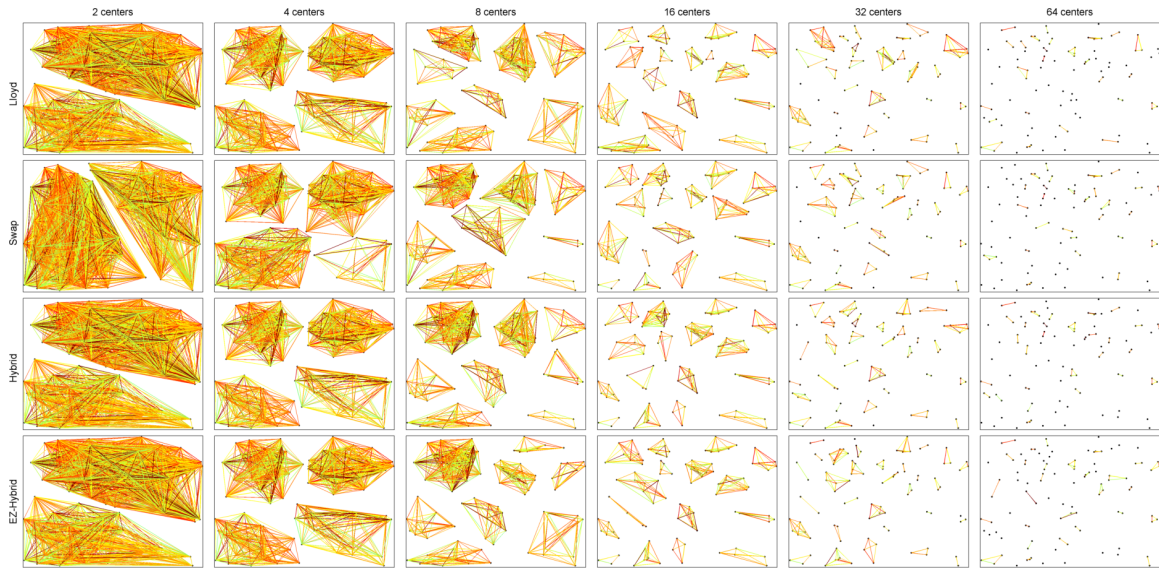 2 centers
4 centers
8 centers
16 centers
32 centers
64 centers
Lloyd
Swap
Hybrid
EZ-Hybrid